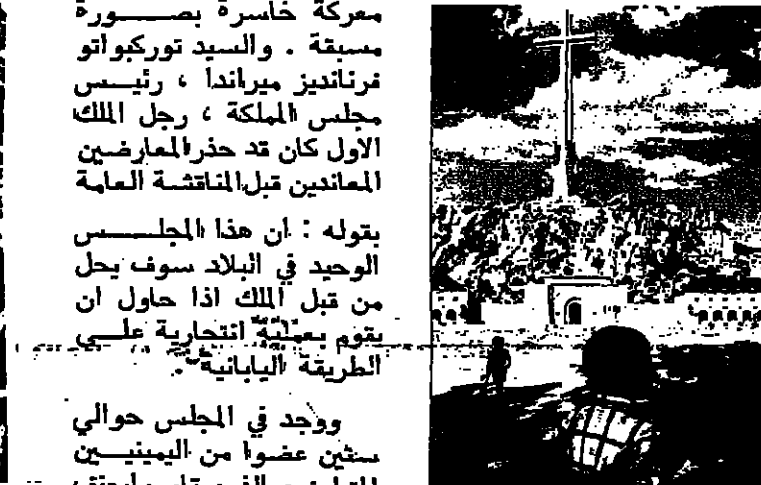 معركة خاسرة بصورة
مسبقة . والسيد توركبواتو
فرنانديز ميراندا ، رئيس
مجلس المملكة ، رجل الملك
الاول كان قد حذر المعارضين
المعاندين قبل المناقشة العامة
بقوله : ان هذا المجلس
الوحيد في البلاد سوف يحل
من قبل الملك اذا حاول ان
يقوم بعملية انتحارية على
الطريقة اليابانية .
ووجد في المجلس حوالي
ستين عضوا من اليمينيين